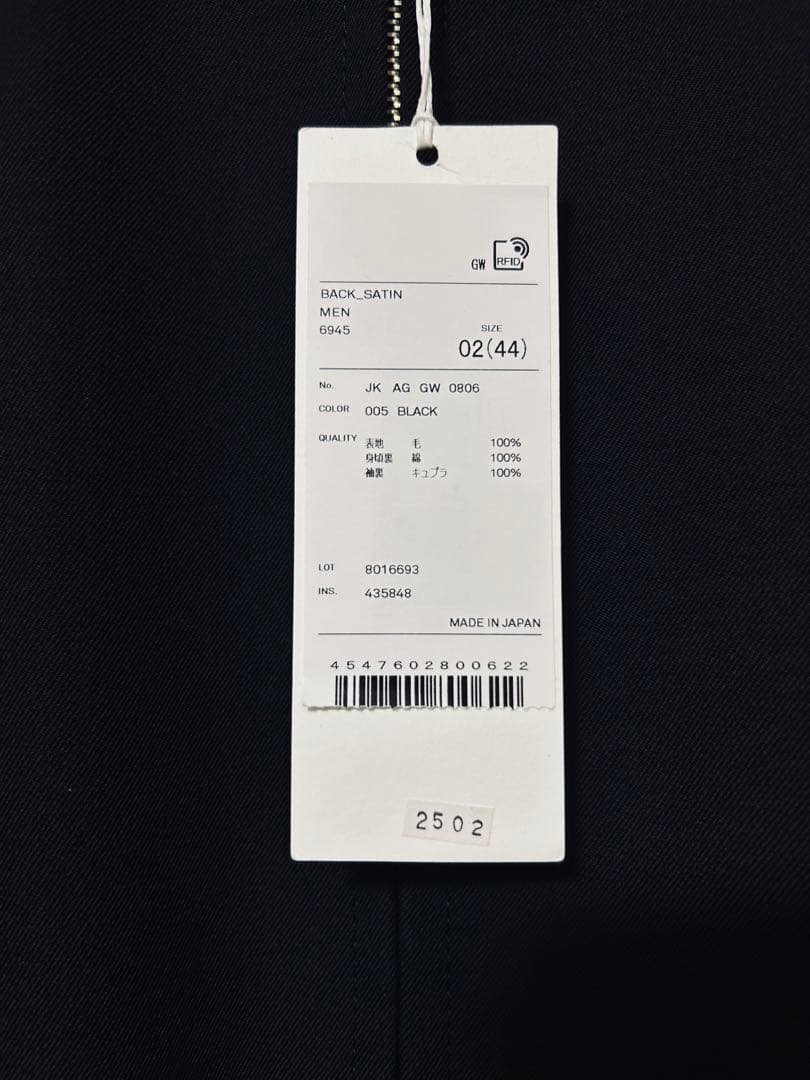 GW RFID
BACK_SATIN
MEN
6945
SIZE
02(44)
No. JK AG GW 0806
COLOR 005 BLACK
QUALITY 表地 毛 100%
身頃裏 綿 100%
袖裏 キュプラ 100%
LOT 8016693
INS. 435848
MADE IN JAPAN
4547602800622
2502